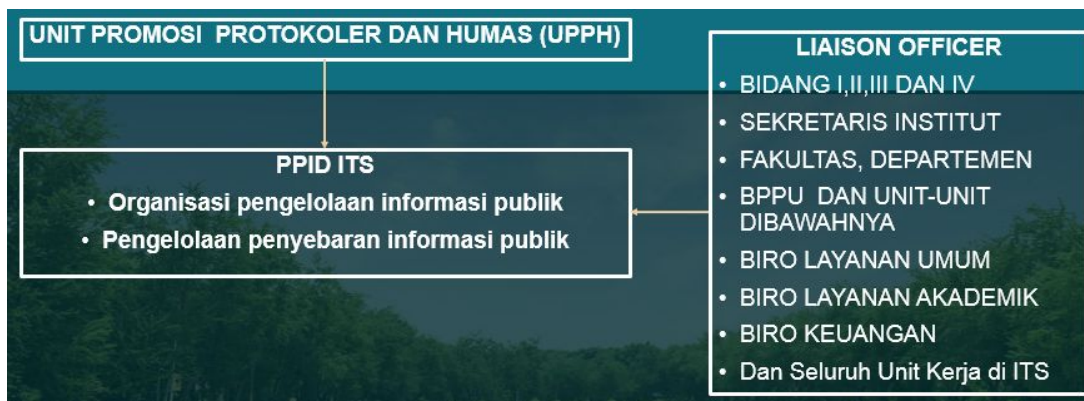 UNIT PROMOSI PROTOKOLER DAN HUMAS (UPPH)
PPID ITS
• Organisasi pengelolaan informasi publik
• Pengelolaan penyebaran informasi publik
LIAISON OFFICER
• BIDANG I,II,III DAN IV
• SEKRETARIS INSTITUT
• FAKULTAS, DEPARTEMEN
• BPPU DAN UNIT-UNIT
DIBAWAHNYA
• BIRO LAYANAN UMUM
• BIRO LAYANAN AKADEMIK
• BIRO KEUANGAN
• Dan Seluruh Unit Kerja di ITS